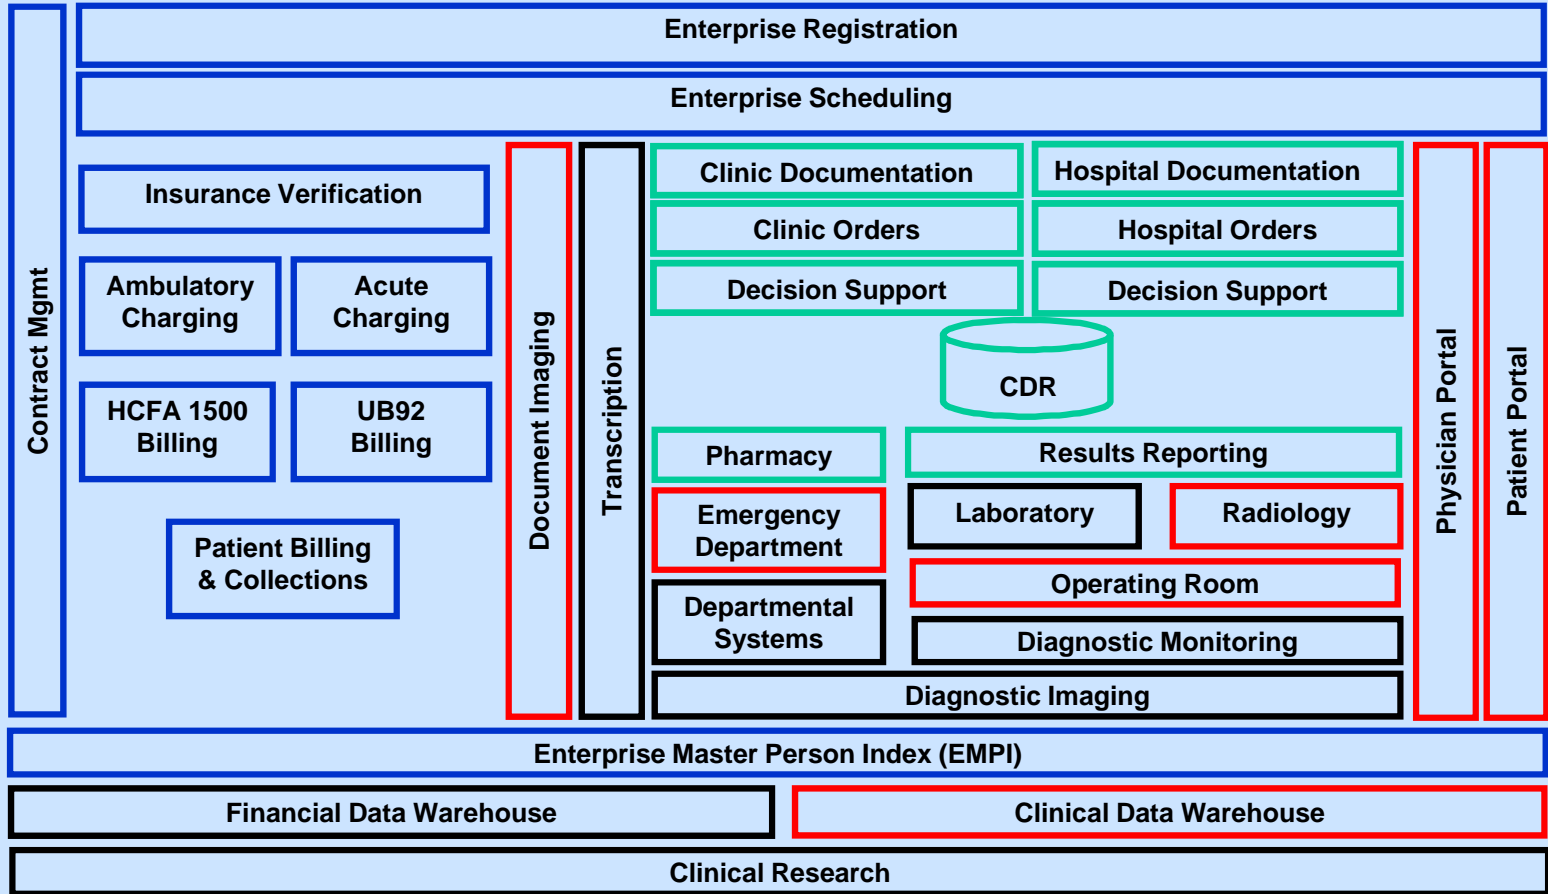 Enterprise Registration
Enterprise Scheduling
Contract Mgmt
Insurance Verification
Ambulatory
Charging
Acute
Charging
HCFA 1500
Billing
UB92
Billing
Patient Billing
& Collections
Document Imaging
Transcription
Clinic Documentation
Hospital Documentation
Clinic Orders
Hospital Orders
Decision Support
Decision Support
CDR
Pharmacy
Results Reporting
Emergency
Department
Laboratory
Radiology
Operating Room
Departmental
Systems
Diagnostic Monitoring
Diagnostic Imaging
Physician Portal
Patient Portal
Enterprise Master Person Index (EMPI)
Financial Data Warehouse
Clinical Data Warehouse
Clinical Research